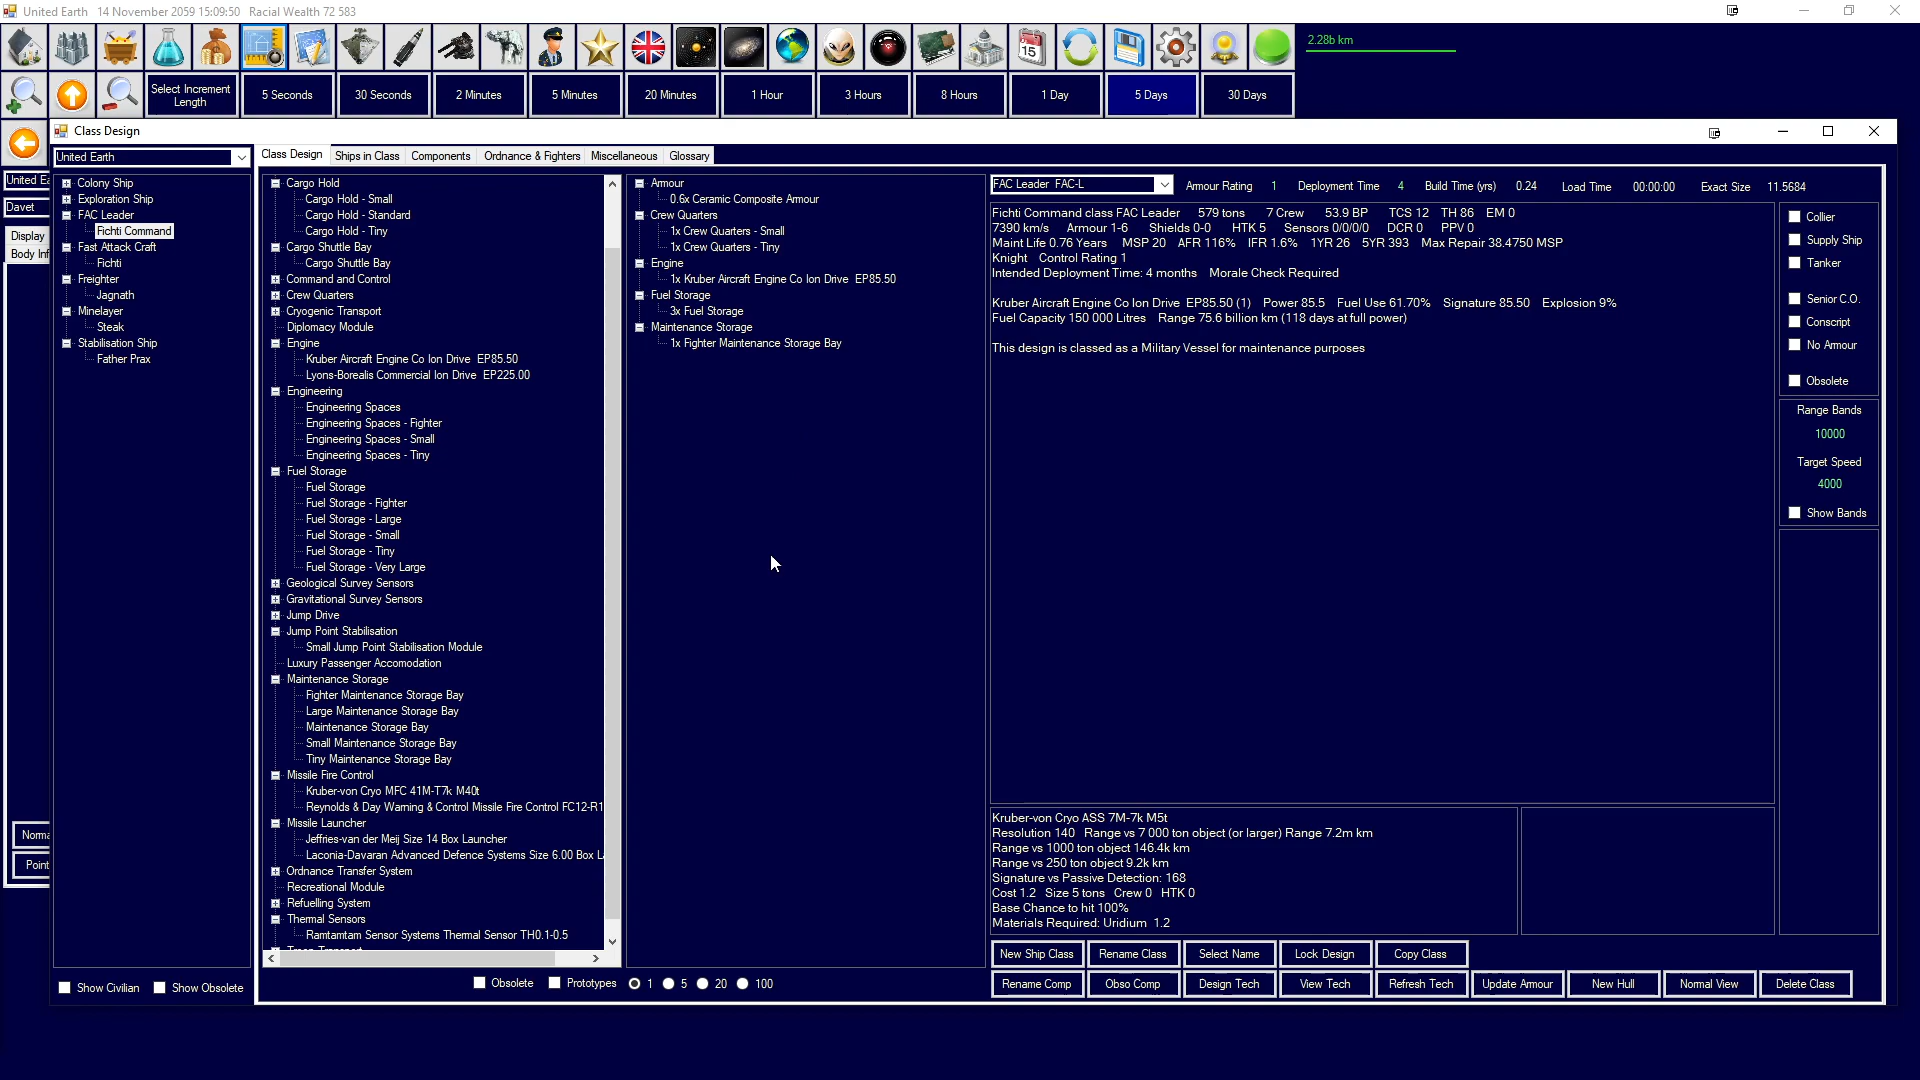 United Earth   14 November 2059 15:09:50   Racial Wealth 72 583
2.28b km
Select Increment Length
5 Seconds
30 Seconds
2 Minutes
5 Minutes
20 Minutes
1 Hour
3 Hours
8 Hours
1 Day
5 Days
30 Days
Class Design
United Earth
Class Design
Ships in Class
Components
Ordnance & Fighters
Miscellaneous
Glossary
Davet
Display
Body Inf
Norma
Point
Colony Ship
Exploration Ship
FAC Leader
Fichti Command
Fast Attack Craft
Fichti
Freighter
Jagnath
Minelayer
Steak
Stabilisation Ship
Father Prax
Show Civilian
Show Obsolete
Cargo Hold
Cargo Hold - Small
Cargo Hold - Standard
Cargo Hold - Tiny
Cargo Shuttle Bay
Cargo Shuttle Bay
Command and Control
Crew Quarters
Cryogenic Transport
Diplomacy Module
Engine
Kruber Aircraft Engine Co Ion Drive  EP85.50
Lyons-Borealis Commercial Ion Drive  EP225.00
Engineering
Engineering Spaces
Engineering Spaces - Fighter
Engineering Spaces - Small
Engineering Spaces - Tiny
Fuel Storage
Fuel Storage
Fuel Storage - Fighter
Fuel Storage - Large
Fuel Storage - Small
Fuel Storage - Tiny
Fuel Storage - Very Large
Geological Survey Sensors
Gravitational Survey Sensors
Jump Drive
Jump Point Stabilisation
Small Jump Point Stabilisation Module
Luxury Passenger Accomodation
Maintenance Storage
Fighter Maintenance Storage Bay
Large Maintenance Storage Bay
Maintenance Storage Bay
Small Maintenance Storage Bay
Tiny Maintenance Storage Bay
Missile Fire Control
Kruber-von Cryo MFC 41M-T7k M40t
Reynolds & Day Warning & Control Missile Fire Control FC12-R1
Missile Launcher
Jeffries-van der Meij Size 14 Box Launcher
Laconia-Davaran Advanced Defence Systems Size 6.00 Box L
Ordnance Transfer System
Recreational Module
Refuelling System
Thermal Sensors
Ramtamtam Sensor Systems Thermal Sensor TH0.1-0.5
Obsolete
Prototypes
1
5
20
100
Armour
0.6x Ceramic Composite Armour
Crew Quarters
1x Crew Quarters - Small
1x Crew Quarters - Tiny
Engine
1x Kruber Aircraft Engine Co Ion Drive  EP85.50
Fuel Storage
3x Fuel Storage
Maintenance Storage
1x Fighter Maintenance Storage Bay
FAC Leader  FAC-L
Armour Rating   1   Deployment Time   4   Build Time (yrs)   0.24   Load Time   00:00:00   Exact Size   11.5684
Fichti Command class FAC Leader   579 tons   7 Crew   53.9 BP   TCS 12   TH 86   EM 0
7390 km/s   Armour 1-6   Shields 0-0   HTK 5   Sensors 0/0/0/0   DCR 0   PPV 0
Maint Life 0.76 Years   MSP 20   AFR 116%   IFR 1.6%   1YR 26   5YR 393   Max Repair 38.4750 MSP
Knight   Control Rating 1
Intended Deployment Time: 4 months   Morale Check Required
Kruber Aircraft Engine Co Ion Drive  EP85.50 (1)   Power 85.5   Fuel Use 61.70%   Signature 85.50   Explosion 9%
Fuel Capacity 150 000 Litres   Range 75.6 billion km (118 days at full power)
This design is classed as a Military Vessel for maintenance purposes
Collier
Supply Ship
Tanker
Senior C.O.
Conscript
No Armour
Obsolete
Range Bands
10000
Target Speed
4000
Show Bands
Kruber-von Cryo ASS 7M-7k M5t
Resolution 140   Range vs 7 000 ton object (or larger) Range 7.2m km
Range vs 1000 ton object 146.4k km
Range vs 250 ton object 9.2k km
Signature vs Passive Detection: 168
Cost 1.2   Size 5 tons   Crew 0   HTK 0
Base Chance to hit 100%
Materials Required: Uridium  1.2
New Ship Class
Rename Class
Select Name
Lock Design
Copy Class
Rename Comp
Obso Comp
Design Tech
View Tech
Refresh Tech
Update Armour
New Hull
Normal View
Delete Class